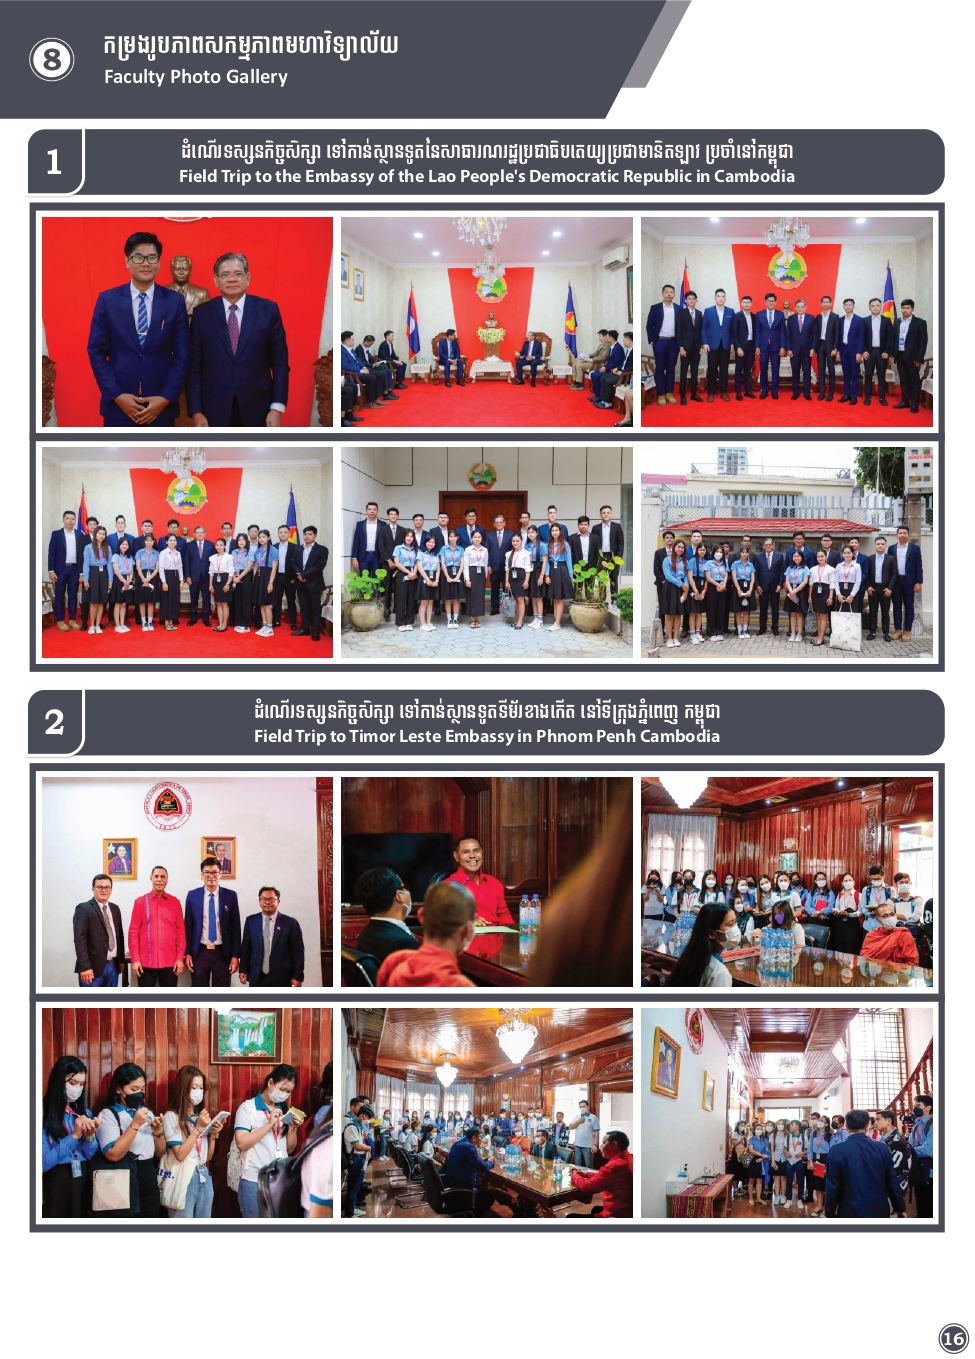 8
កម្រងរូបភាពសកម្មភាពមហាវិទ្យាល័យ
Faculty Photo Gallery
1
ដំណើរទស្សនកិច្ចសិក្សា ទៅកាន់ស្ថានទូតនៃសាធារណរដ្ឋប្រជាធិបតេយ្យប្រជាមានិតឡាវ ប្រចាំនៅកម្ពុជា
Field Trip to the Embassy of the Lao People's Democratic Republic in Cambodia
2
ដំណើរទស្សនកិច្ចសិក្សា ទៅកាន់ស្ថានទូតទីម័រខាងកើត នៅទីក្រុងភ្នំពេញ កម្ពុជា
Field Trip to Timor Leste Embassy in Phnom Penh Cambodia
16